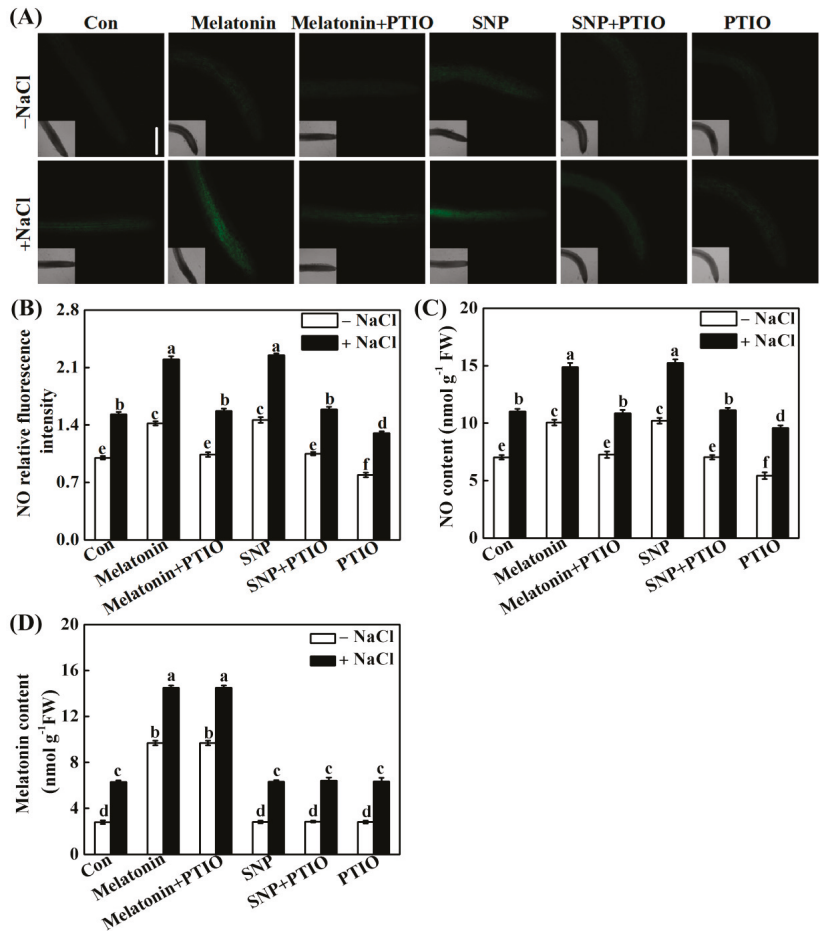 (A)
Con Melatonin Melatonin+PTIO SNP SNP+PTIO PTIO
−NaCl
+NaCl
(B)
NO relative fluorescence
intensity
2.8
2.1
1.4
0.7
0.0
− NaCl
+ NaCl
e b c a e b c a e b f d
Con Melatonin Melatonin+PTIO SNP SNP+PTIO PTIO
(C)
NO content (nmol g⁻¹ FW)
20
15
10
5
0
− NaCl
+ NaCl
e b c a e b c a e b f d
Con Melatonin Melatonin+PTIO SNP SNP+PTIO PTIO
(D)
Melatonin content
(nmol g⁻¹FW)
20
16
12
8
4
0
− NaCl
+ NaCl
d c b a b a d c d c d c
Con Melatonin Melatonin+PTIO SNP SNP+PTIO PTIO